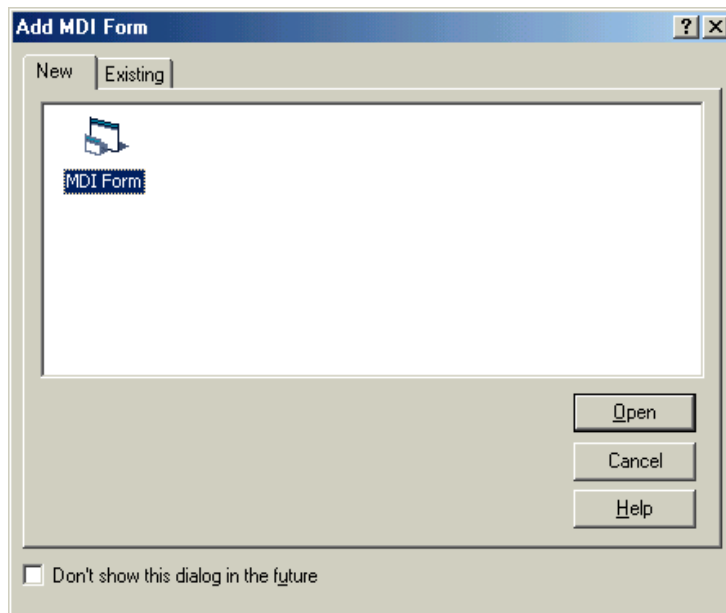 Add MDI Form
New Existing
MDI Form
Open
Cancel
Help
Don't show this dialog in the future